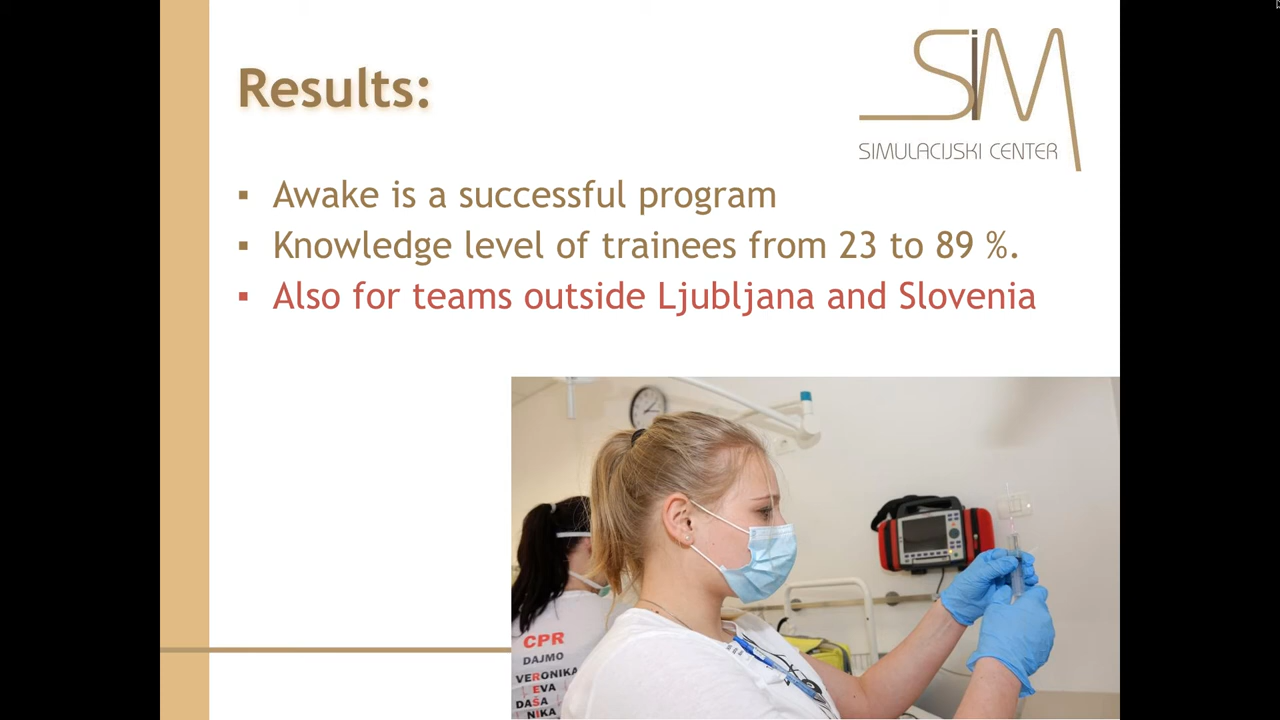 Results:
SiM
SIMULACIJSKI CENTER
▪ Awake is a successful program
▪ Knowledge level of trainees from 23 to 89 %.
▪ Also for teams outside Ljubljana and Slovenia
CPR
DAJMO
VERONIKA
EVA
DAŠA
NIKA